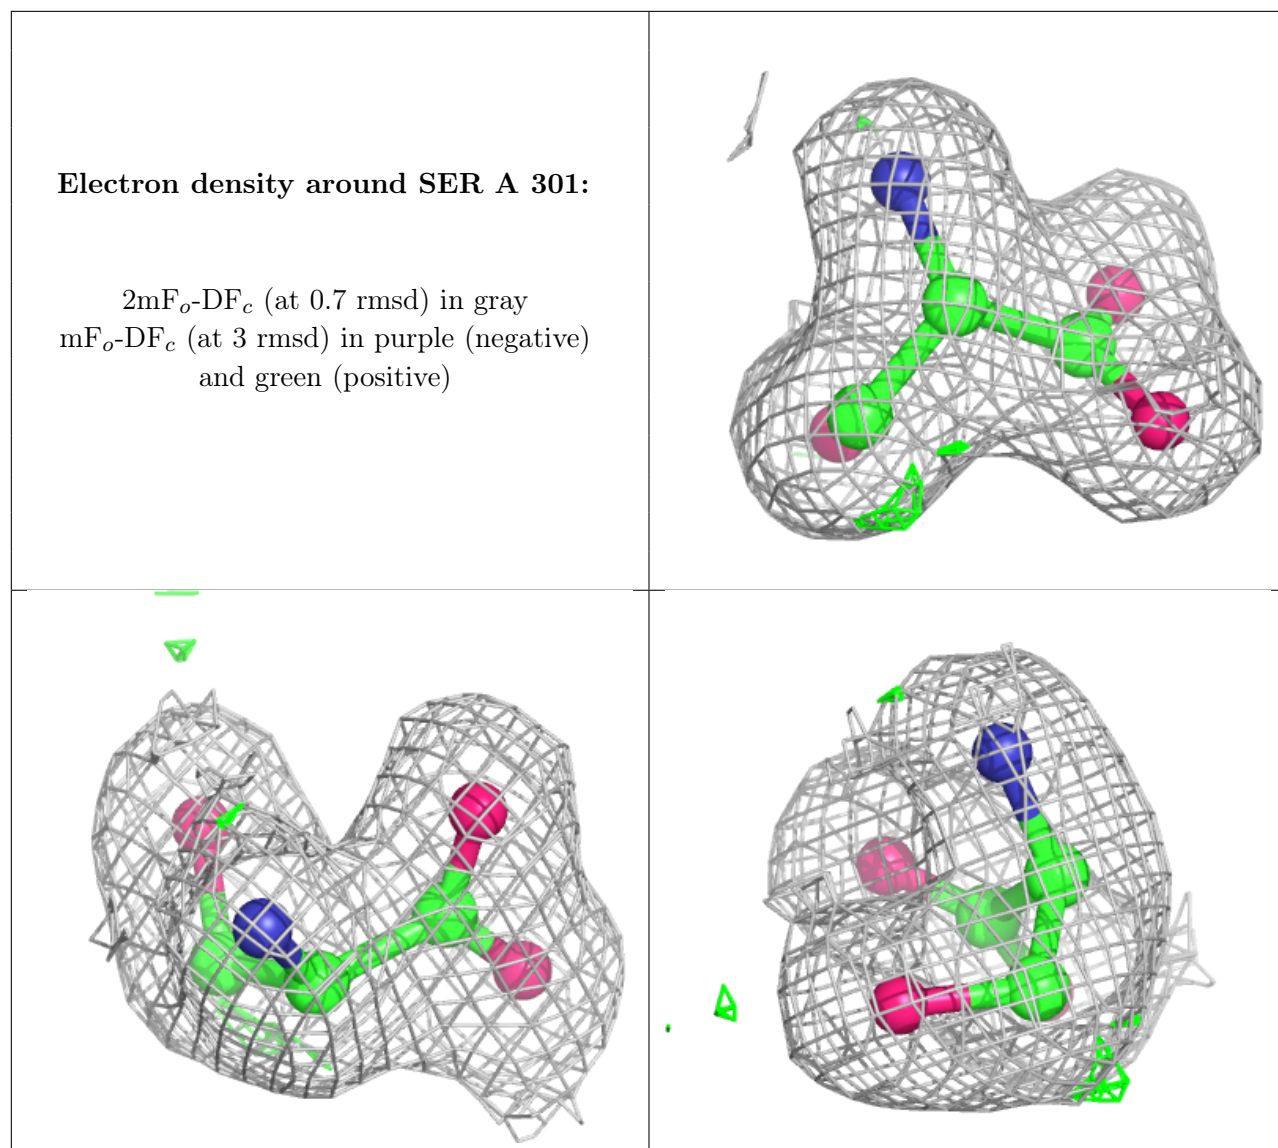 Electron density around SER A 301:
2mFo-DFc (at 0.7 rmsd) in gray
mFo-DFc (at 3 rmsd) in purple (negative)
and green (positive)